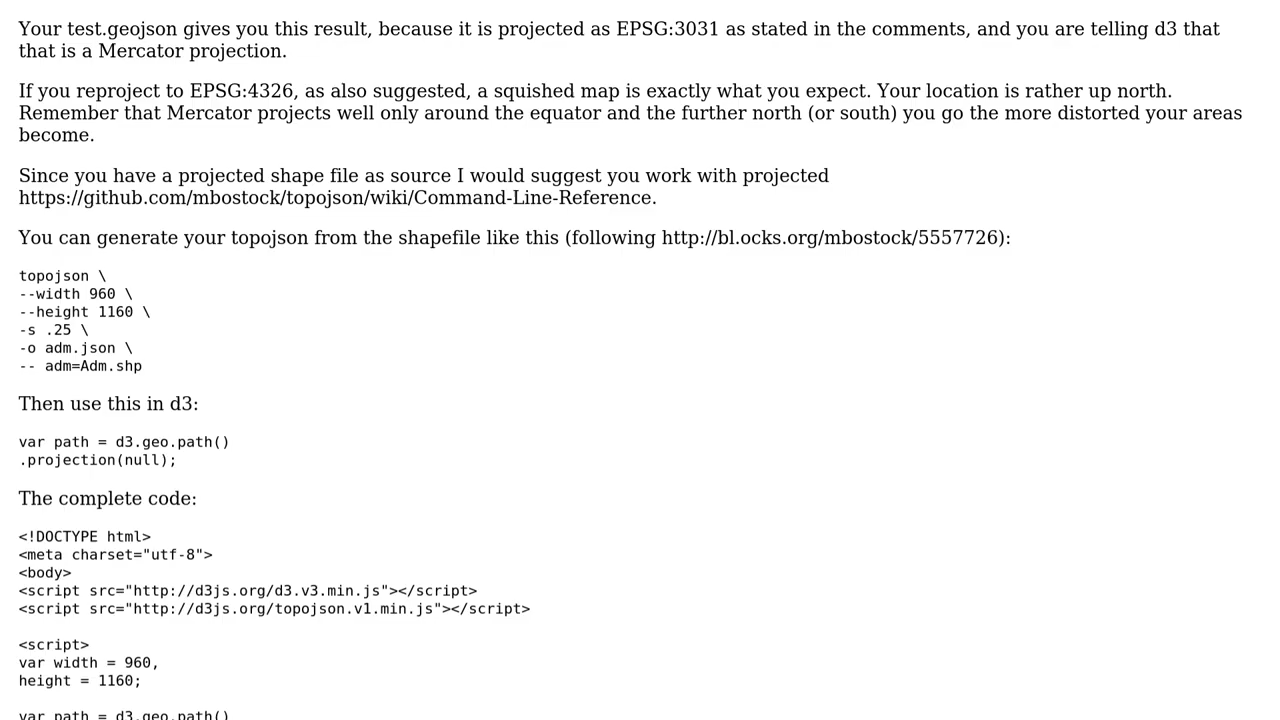 Your test.geojson gives you this result, because it is projected as EPSG:3031 as stated in the comments, and you are telling d3 that
that is a Mercator projection.
If you reproject to EPSG:4326, as also suggested, a squished map is exactly what you expect. Your location is rather up north.
Remember that Mercator projects well only around the equator and the further north (or south) you go the more distorted your areas
become.
Since you have a projected shape file as source I would suggest you work with projected
https://github.com/mbostock/topojson/wiki/Command-Line-Reference.
You can generate your topojson from the shapefile like this (following http://bl.ocks.org/mbostock/5557726):
topojson \
--width 960 \
--height 1160 \
-s .25 \
-o adm.json \
-- adm=Adm.shp
Then use this in d3:
var path = d3.geo.path()
.projection(null);
The complete code:
<!DOCTYPE html>
<meta charset="utf-8">
<body>
<script src="http://d3js.org/d3.v3.min.js"></script>
<script src="http://d3js.org/topojson.v1.min.js"></script>
<script>
var width = 960,
height = 1160;
var path = d3.geo.path()